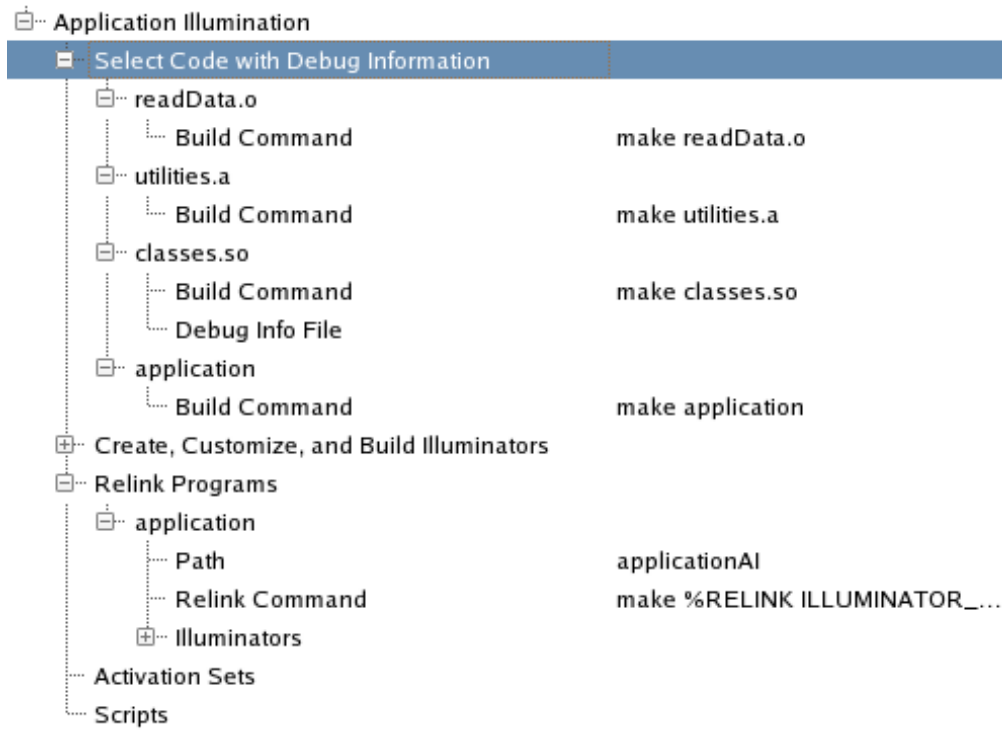 Application Illumination
Select Code with Debug Information
readData.o
Build Command make readData.o
utilities.a
Build Command make utilities.a
classes.so
Build Command make classes.so
Debug Info File
application
Build Command make application
Create, Customize, and Build Illuminators
Relink Programs
application
Path applicationAI
Relink Command make %RELINK ILLUMINATOR_...
Illuminators
Activation Sets
Scripts